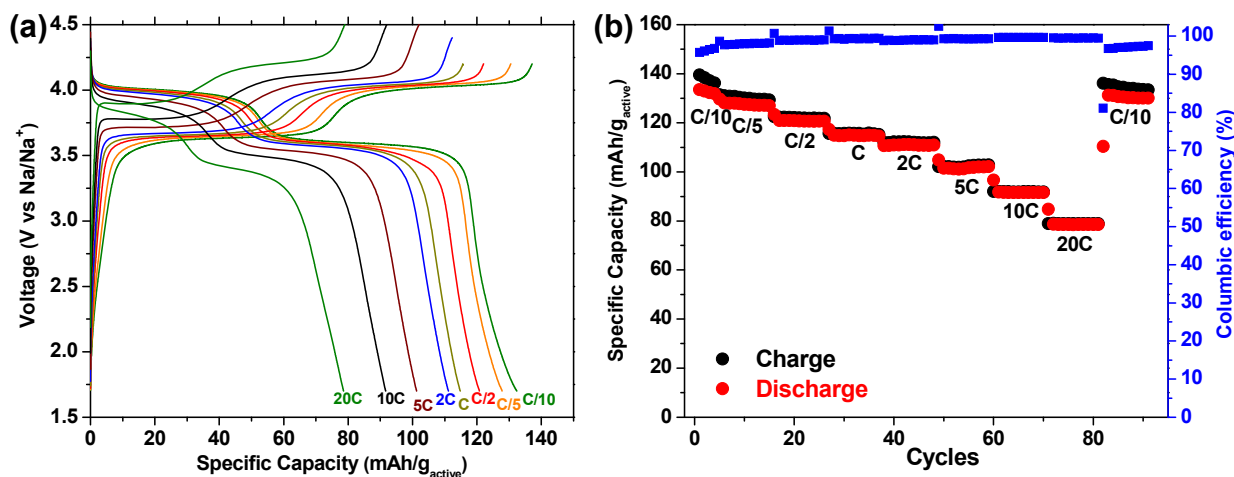 (a)
4.5
4.0
3.5
3.0
2.5
2.0
1.5
Voltage (V vs Na/Na⁺)
20C 10C 5C 2C C C/2 C/5 C/10
0 20 40 60 80 100 120 140
Specific Capacity (mAh/g_active)
(b)
160
140
120
100
80
60
40
20
0
Specific Capacity (mAh/g_active)
C/10 C/5 C/2 C 2C 5C 10C 20C C/10
Charge
Discharge
0 20 40 60 80
Cycles
100
90
80
70
60
50
40
30
20
10
0
Columbic efficiency (%)